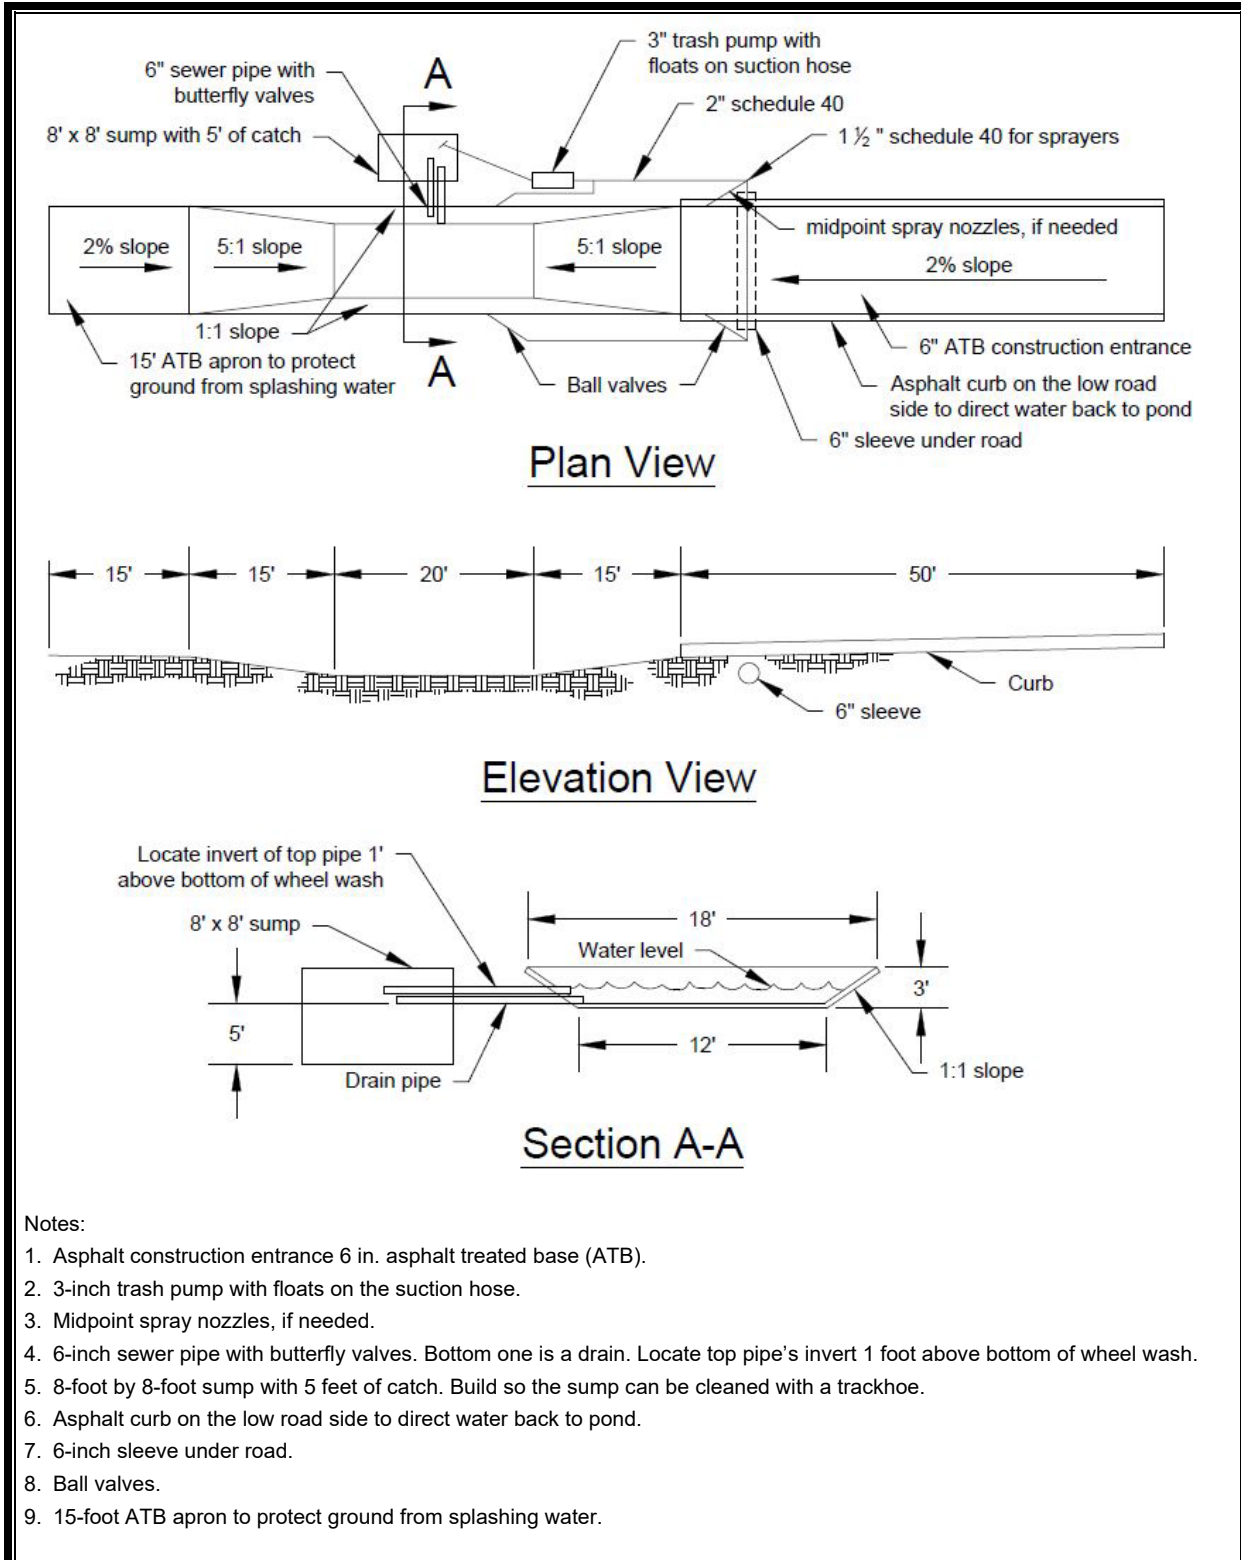 3" trash pump with
floats on suction hose
6" sewer pipe with
butterfly valves
A
2" schedule 40
8' x 8' sump with 5' of catch
1 ½ " schedule 40 for sprayers
midpoint spray nozzles, if needed
2% slope
5:1 slope
5:1 slope
2% slope
1:1 slope
15' ATB apron to protect
ground from splashing water
A
Ball valves
6" ATB construction entrance
Asphalt curb on the low road
side to direct water back to pond
6" sleeve under road
Plan View
15'
15'
20'
15'
50'
Curb
6" sleeve
Elevation View
Locate invert of top pipe 1'
above bottom of wheel wash
8' x 8' sump
18'
Water level
3'
5'
12'
Drain pipe
1:1 slope
Section A-A
Notes:
1. Asphalt construction entrance 6 in. asphalt treated base (ATB).
2. 3-inch trash pump with floats on the suction hose.
3. Midpoint spray nozzles, if needed.
4. 6-inch sewer pipe with butterfly valves. Bottom one is a drain. Locate top pipe’s invert 1 foot above bottom of wheel wash.
5. 8-foot by 8-foot sump with 5 feet of catch. Build so the sump can be cleaned with a trackhoe.
6. Asphalt curb on the low road side to direct water back to pond.
7. 6-inch sleeve under road.
8. Ball valves.
9. 15-foot ATB apron to protect ground from splashing water.